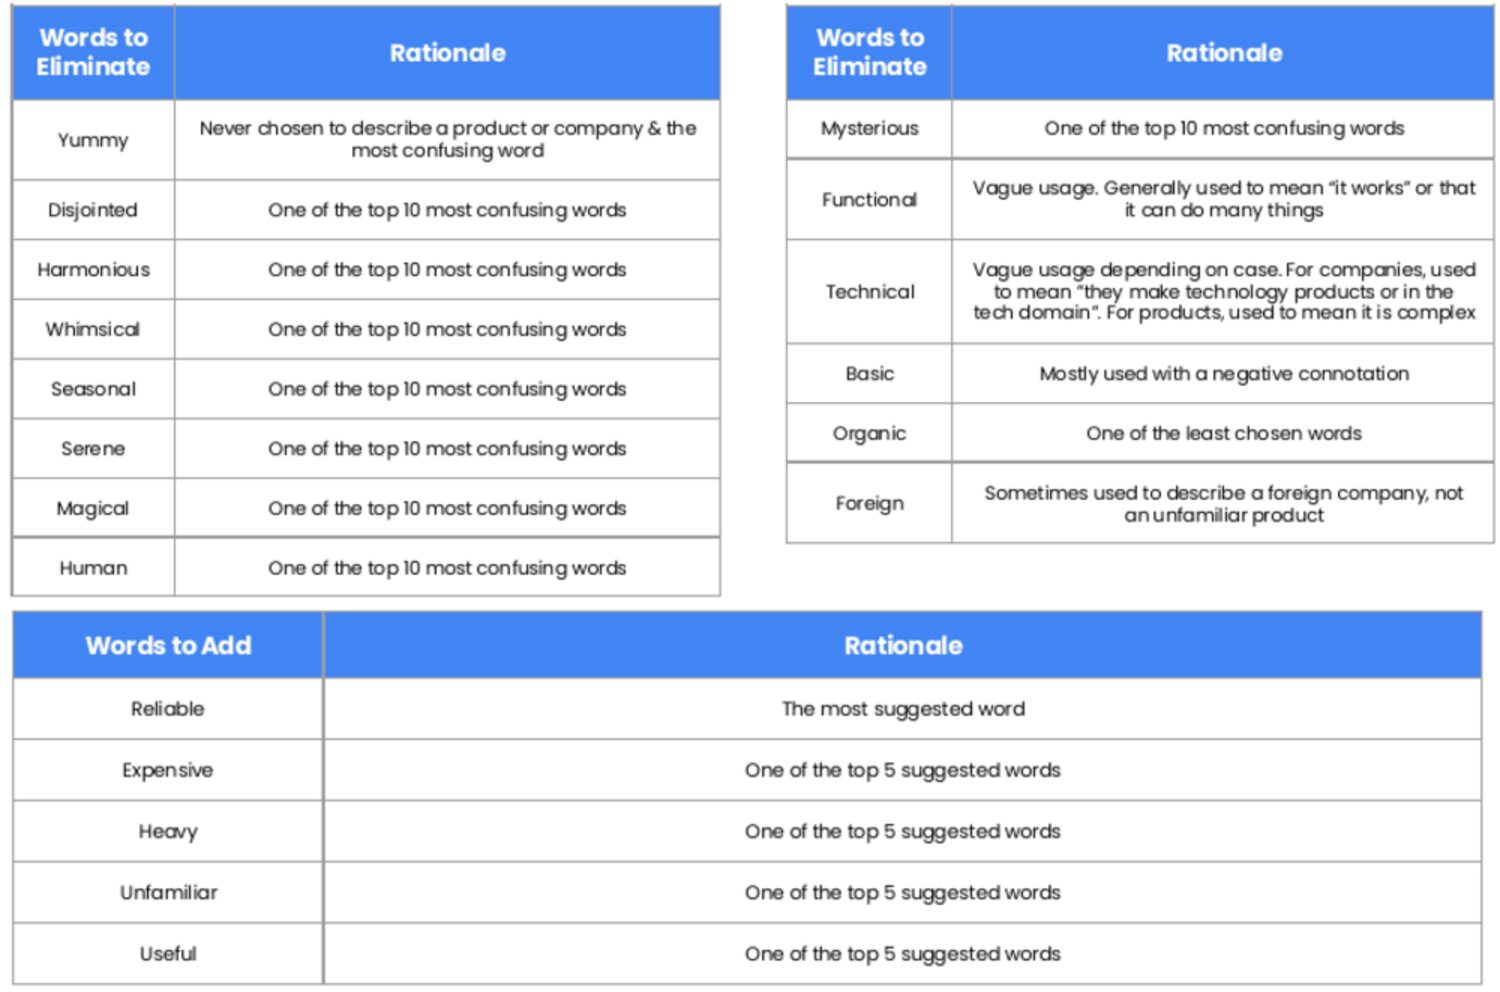 Words to
Eliminate
Rationale
Yummy
Never chosen to describe a product or company & the
most confusing word
Disjointed
One of the top 10 most confusing words
Harmonious
One of the top 10 most confusing words
Whimsical
One of the top 10 most confusing words
Seasonal
One of the top 10 most confusing words
Serene
One of the top 10 most confusing words
Magical
One of the top 10 most confusing words
Human
One of the top 10 most confusing words
Words to
Eliminate
Rationale
Mysterious
One of the top 10 most confusing words
Functional
Vague usage. Generally used to mean “it works” or that
it can do many things
Technical
Vague usage depending on case. For companies, used
to mean “they make technology products or in the
tech domain”. For products, used to mean it is complex
Basic
Mostly used with a negative connotation
Organic
One of the least chosen words
Foreign
Sometimes used to describe a foreign company, not
an unfamiliar product
Words to Add
Rationale
Reliable
The most suggested word
Expensive
One of the top 5 suggested words
Heavy
One of the top 5 suggested words
Unfamiliar
One of the top 5 suggested words
Useful
One of the top 5 suggested words